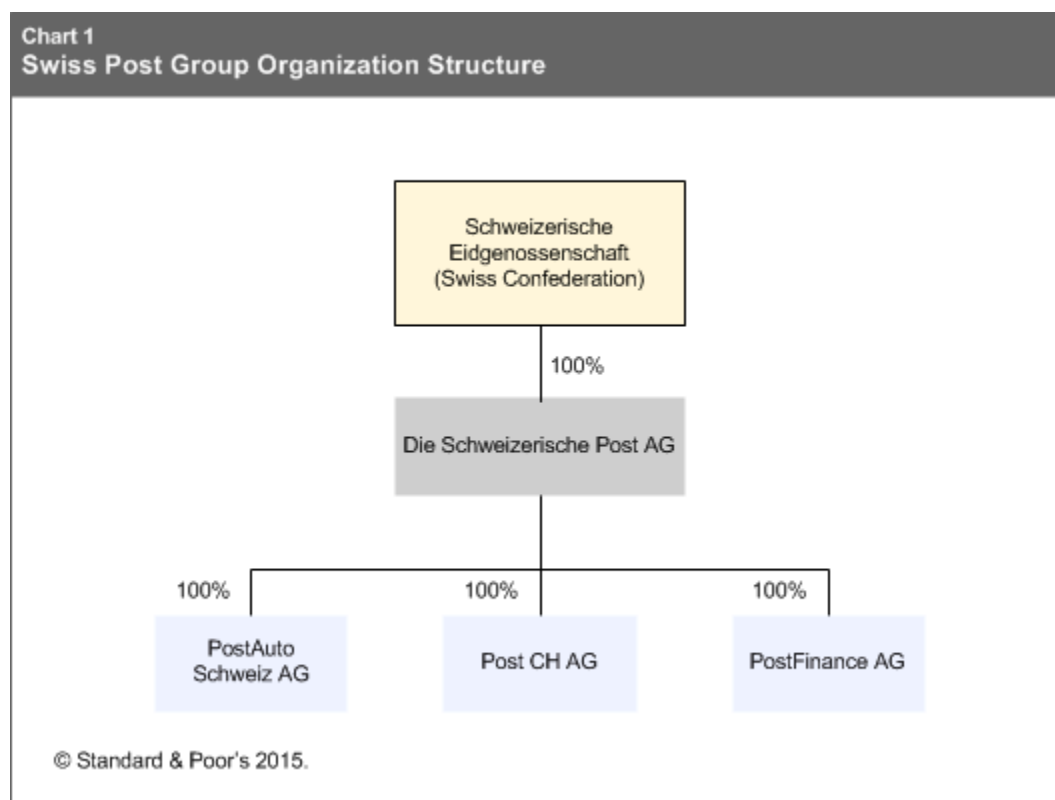 Chart 1
Swiss Post Group Organization Structure
Schweizerische
Eidgenossenschaft
(Swiss Confederation)
100%
Die Schweizerische Post AG
100%
100%
100%
PostAuto
Schweiz AG
Post CH AG
PostFinance AG
© Standard & Poor's 2015.